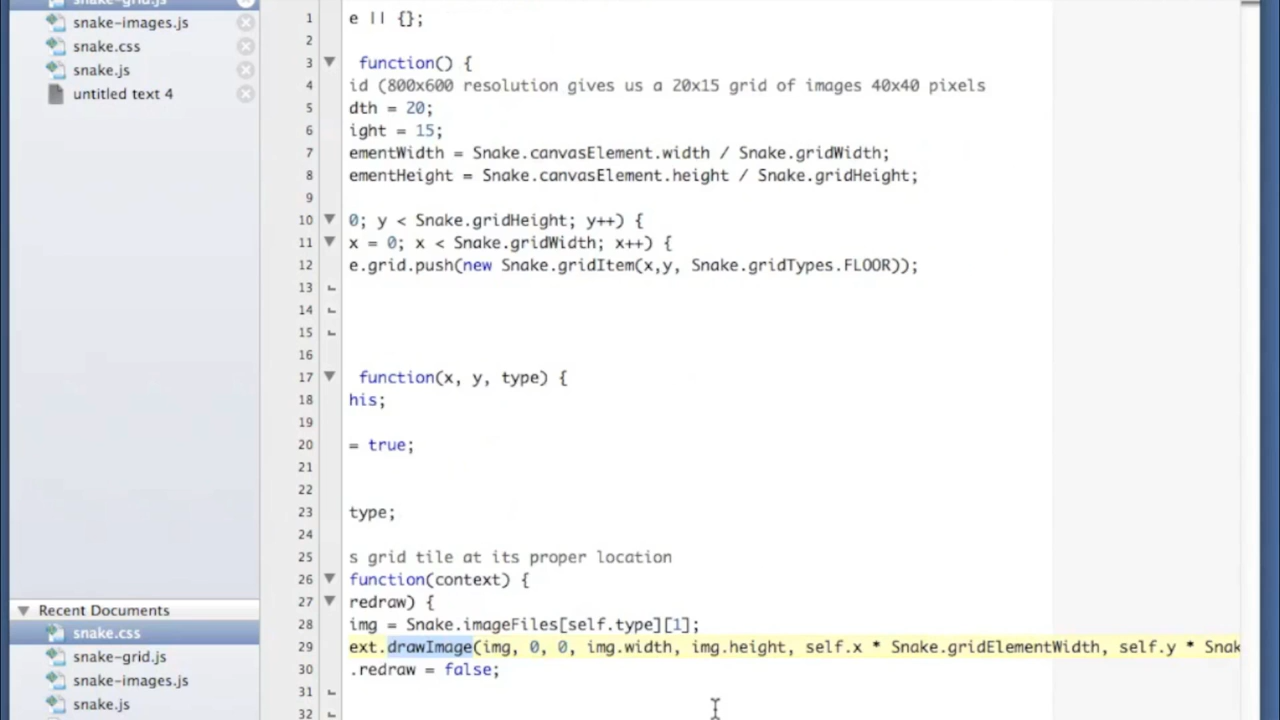 snake-grid.js
snake-images.js
snake.css
snake.js
untitled text 4
Recent Documents
snake.css
snake-grid.js
snake-images.js
snake.js
1 e || {};
2
3 function() {
4 id (800x600 resolution gives us a 20x15 grid of images 40x40 pixels
5 dth = 20;
6 ight = 15;
7 ementWidth = Snake.canvasElement.width / Snake.gridWidth;
8 ementHeight = Snake.canvasElement.height / Snake.gridHeight;
9
10 0; y < Snake.gridHeight; y++) {
11 x = 0; x < Snake.gridWidth; x++) {
12 e.grid.push(new Snake.gridItem(x,y, Snake.gridTypes.FLOOR));
13
14
15
16
17 function(x, y, type) {
18 his;
19
20 = true;
21
22
23 type;
24
25 s grid tile at its proper location
26 function(context) {
27 redraw) {
28 img = Snake.imageFiles[self.type][1];
29 ext.drawImage(img, 0, 0, img.width, img.height, self.x * Snake.gridElementWidth, self.y * Snak
30 .redraw = false;
31
32